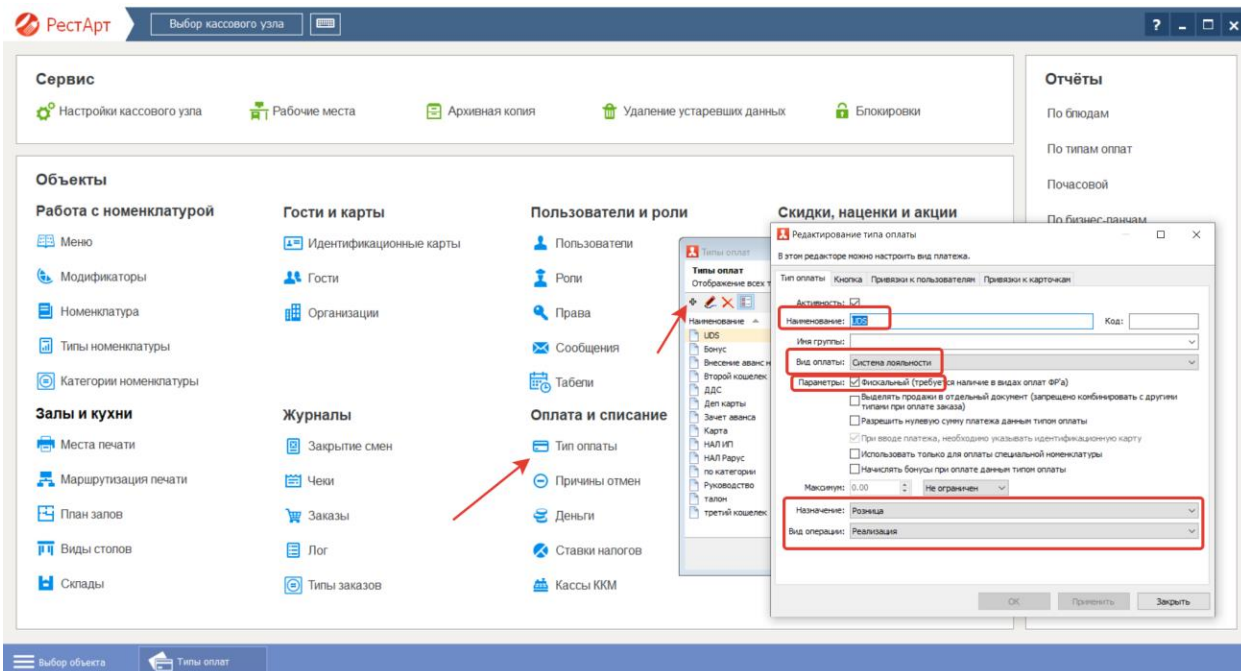 РестАрт
Выбор кассового узла
?
Сервис
Настройки кассового узла
Рабочие места
Архивная копия
Удаление устаревших данных
Блокировки
Объекты
Работа с номенклатурой
Меню
Модификаторы
Номенклатура
Типы номенклатуры
Категории номенклатуры
Гости и карты
Идентификационные карты
Гости
Организации
Пользователи и роли
Пользователи
Роли
Права
Сообщения
Табели
Скидки, наценки и акции
Залы и кухни
Места печати
Маршрутизация печати
План залов
Виды стопов
Склады
Журналы
Закрытие смен
Чеки
Заказы
Лог
Типы заказов
Оплата и списание
Тип оплаты
Причины отмен
Деньги
Ставки налогов
Кассы ККМ
Отчёты
По блюдам
По типам оплат
Почасовой
По бизнес-ланчам
Типы оплат
Типы оплат
Отображение всех т
Наименование
UDS
Бонус
Внесение аванс н
Второй кошелек
ДДС
Деп карты
Зачет аванса
Карта
НАЛ ИП
НАЛ Рарус
по категории
Руководство
талон
третий кошелек
Редактирование типа оплаты
В этом редакторе можно настроить вид платежа.
Тип оплаты Кнопка Привязки к пользователям Привязки к карточкам
Активность:
Наименование: UDS Код:
Имя группы:
Вид оплаты: Система лояльности
Параметры: Фискальный (требуется наличие в видах оплат ФР'а)
Выделять продажи в отдельный документ (запрещено комбинировать с другими
типами при оплате заказа)
Разрешить нулевую сумму платежа данным типом оплаты
При вводе платежа, необходимо указывать идентификационную карту
Использовать только для оплаты специальной номенклатуры
Начислять бонусы при оплате данным типом оплаты
Максимум: 0.00 Не ограничен
Назначение: Розница
Вид операции: Реализация
ОК Применить Закрыть
Выбор объекта
Типы оплат